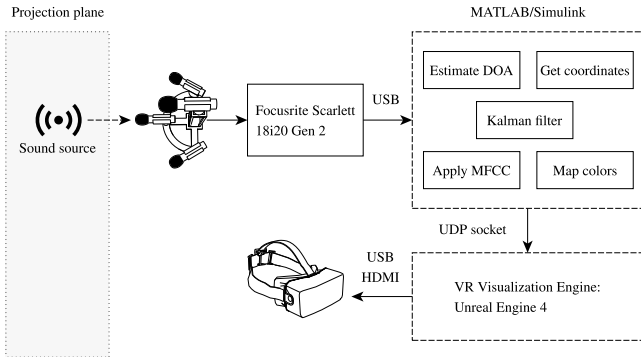 Projection plane
MATLAB/Simulink
Estimate DOA
Get coordinates
Focusrite Scarlett
18i20 Gen 2
USB
Kalman filter
Sound source
Apply MFCC
Map colors
UDP socket
USB
HDMI
VR Visualization Engine:
Unreal Engine 4